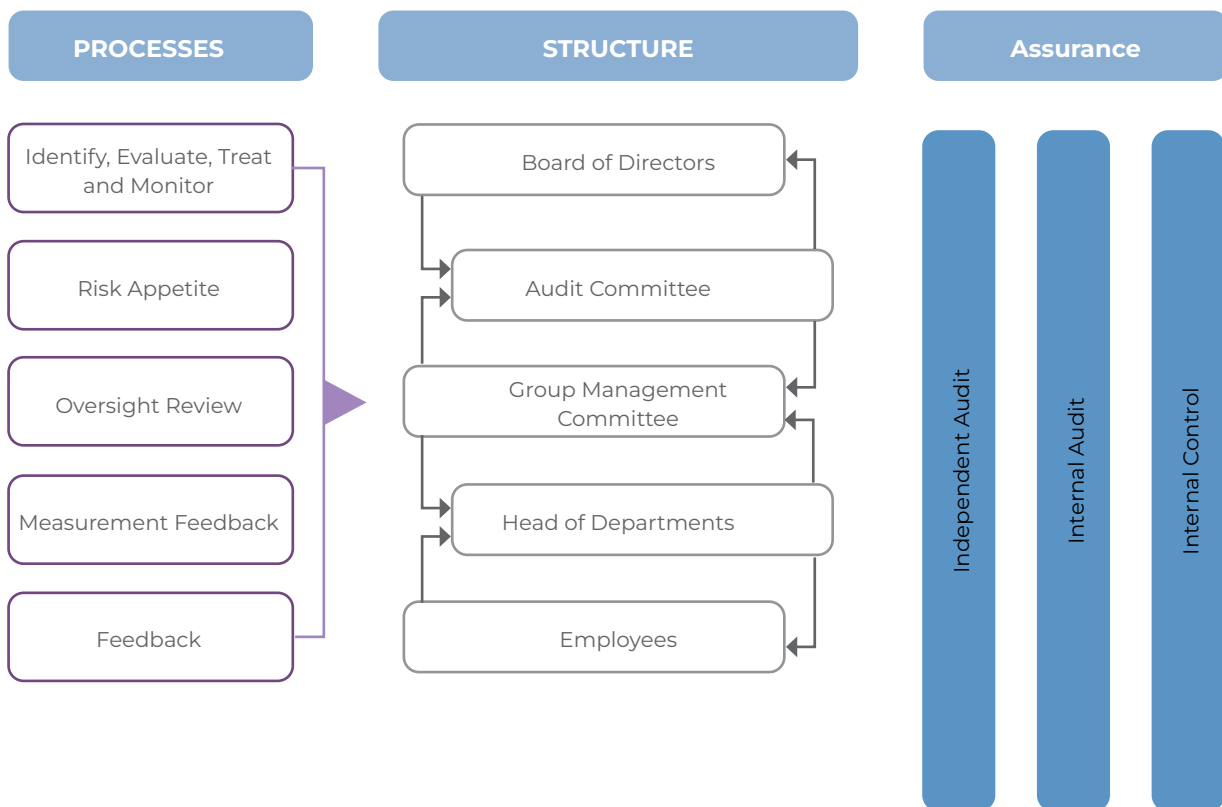 PROCESSES
STRUCTURE
Assurance
Identify, Evaluate, Treat
and Monitor
Risk Appetite
Oversight Review
Measurement Feedback
Feedback
Board of Directors
Audit Committee
Group Management
Committee
Head of Departments
Employees
Independent Audit
Internal Audit
Internal Control